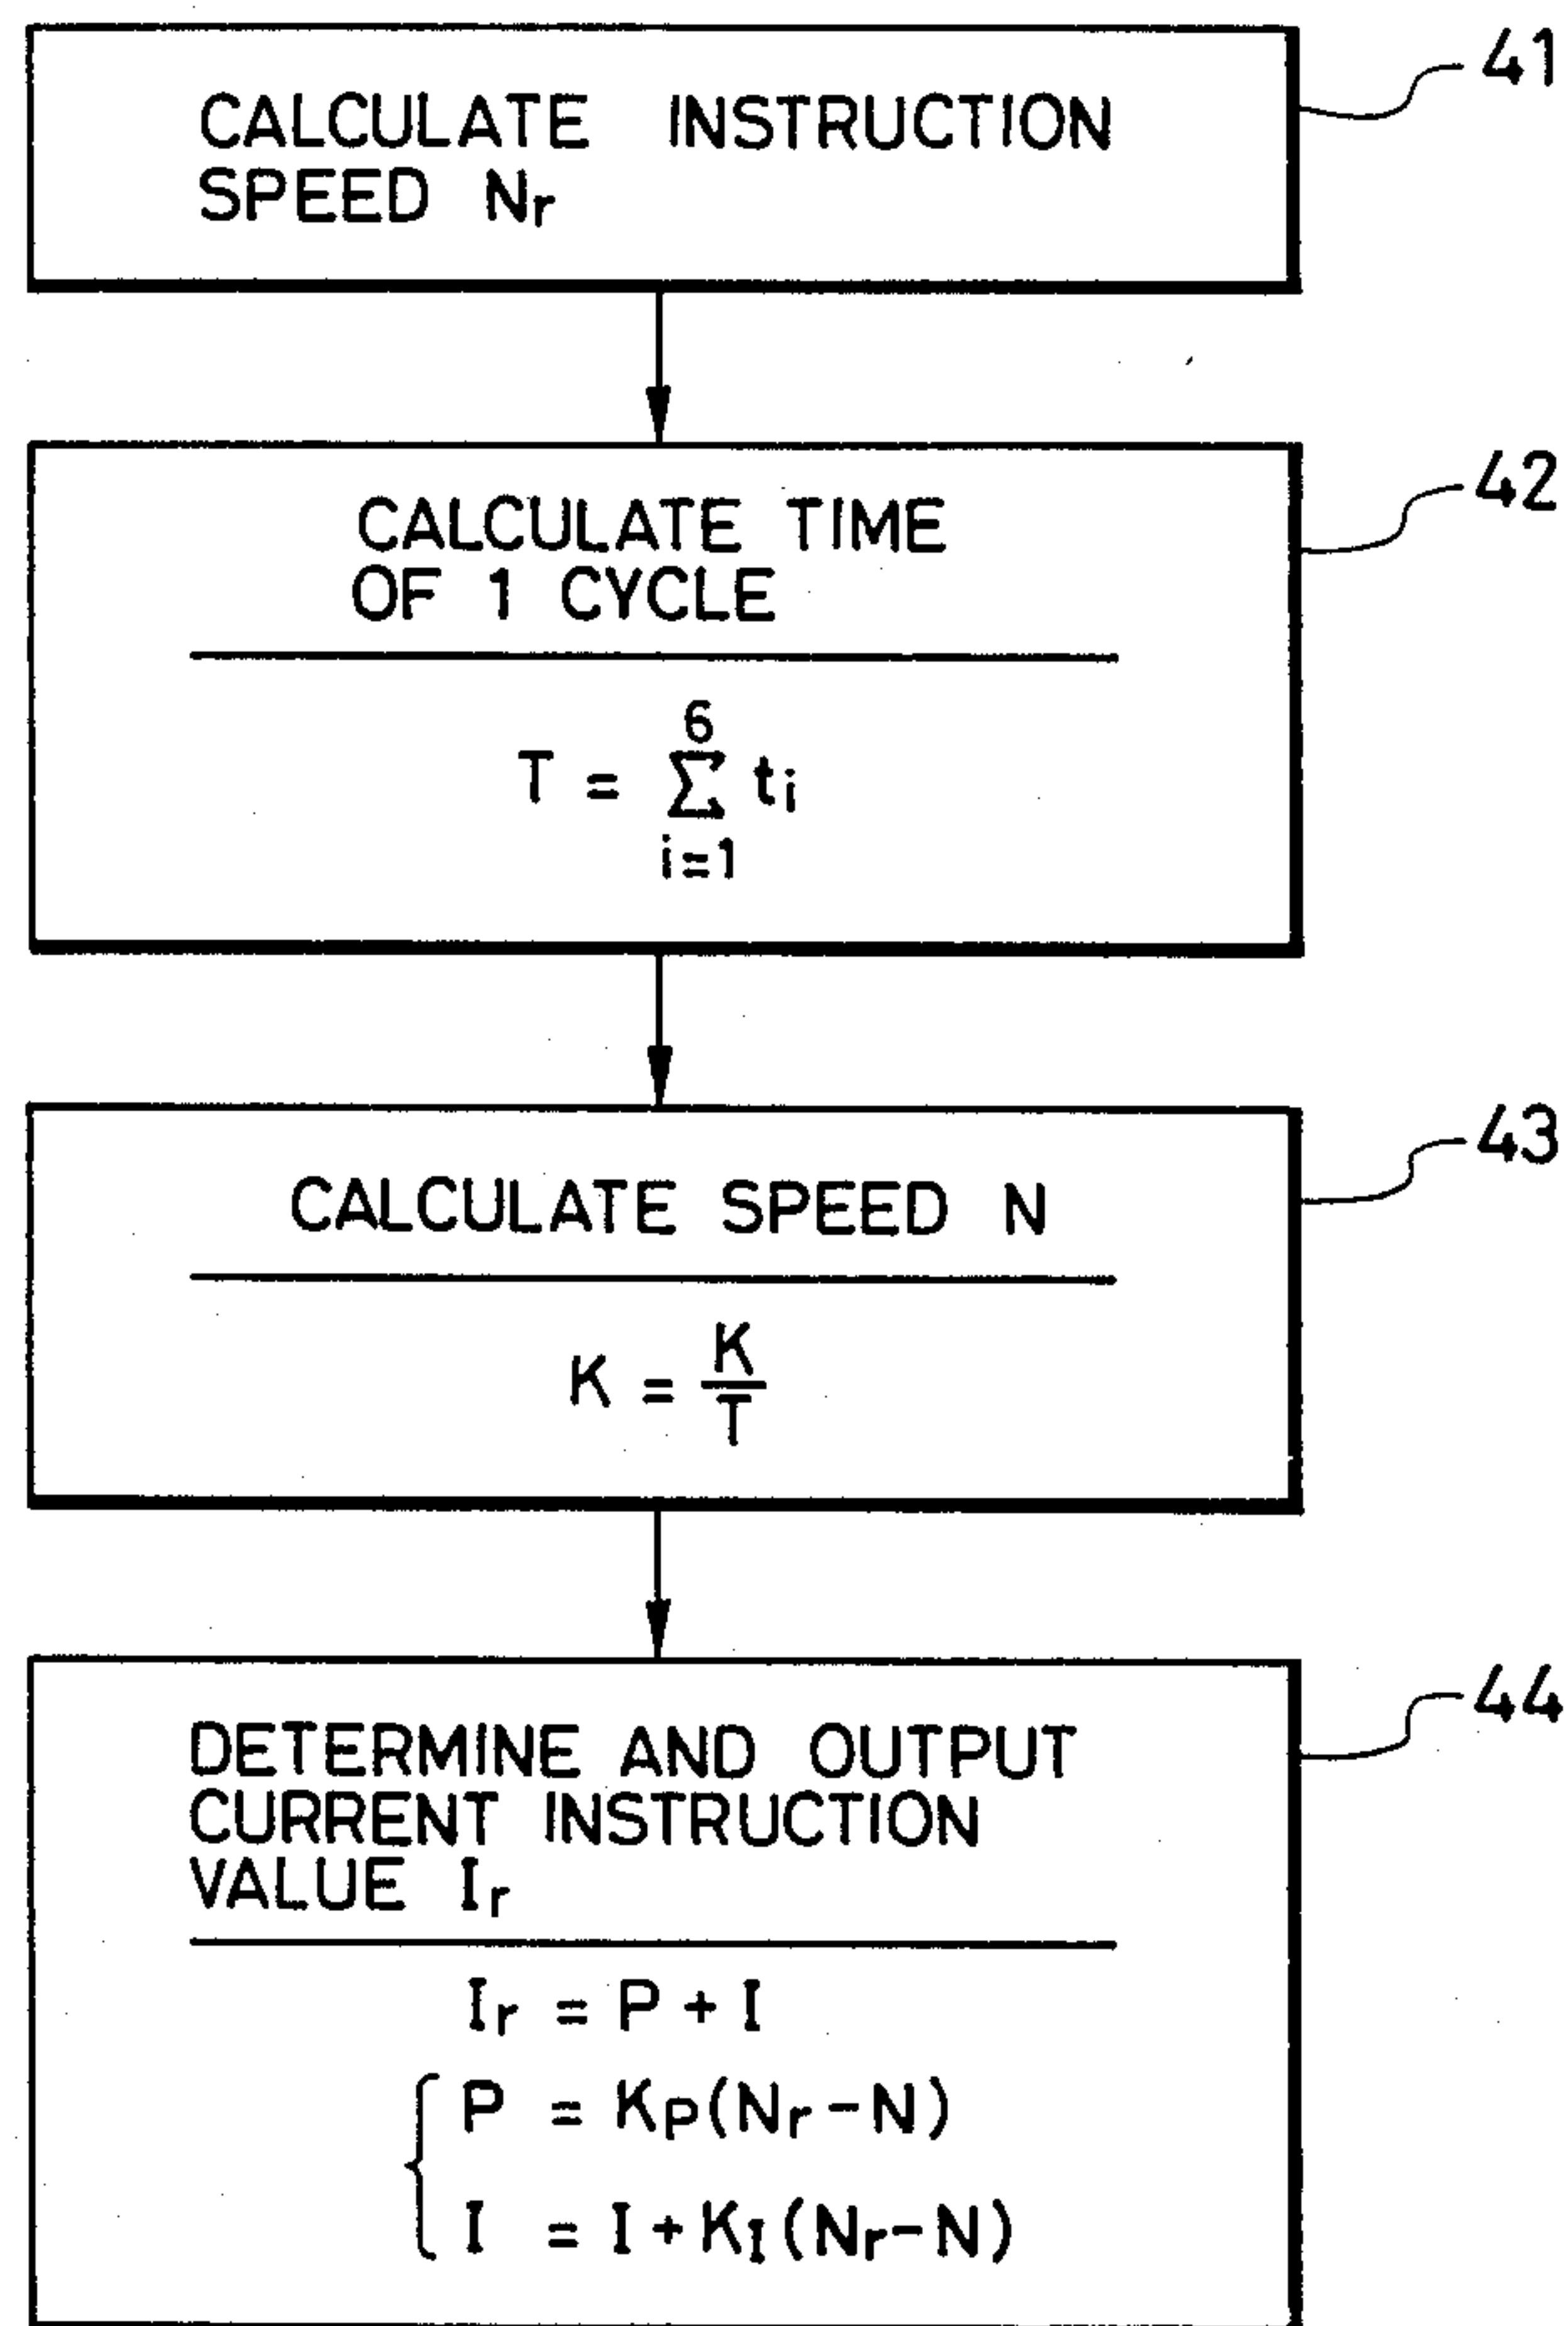 CALCULATE INSTRUCTION
SPEED Nr
41
CALCULATE TIME
OF 1 CYCLE
42
6
T = Σ ti
i=1
CALCULATE SPEED N
43
K = K/T
DETERMINE AND OUTPUT
CURRENT INSTRUCTION
VALUE Ir
44
Ir = P + I
P = KP(Nr-N)
I = I+KI(Nr-N)